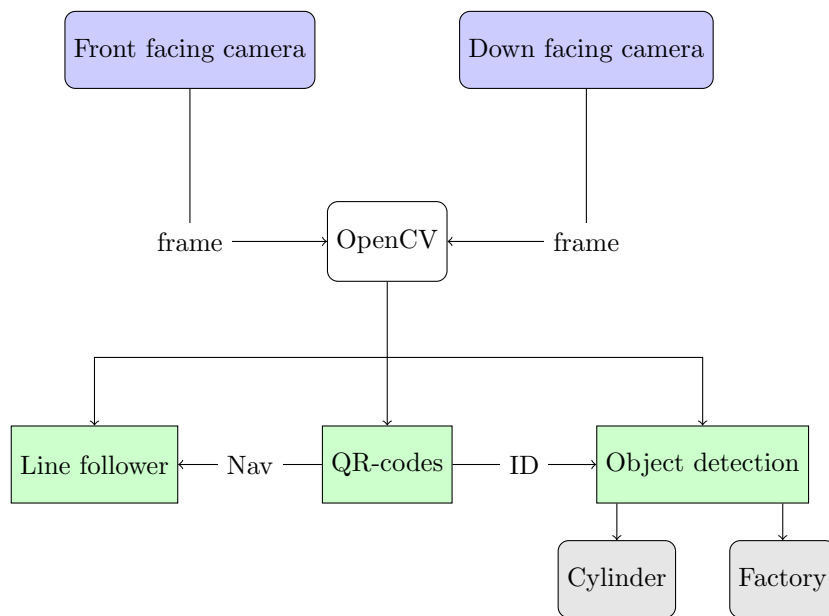 Front facing camera
Down facing camera
frame
OpenCV
frame
Line follower
Nav
QR-codes
ID
Object detection
Cylinder
Factory